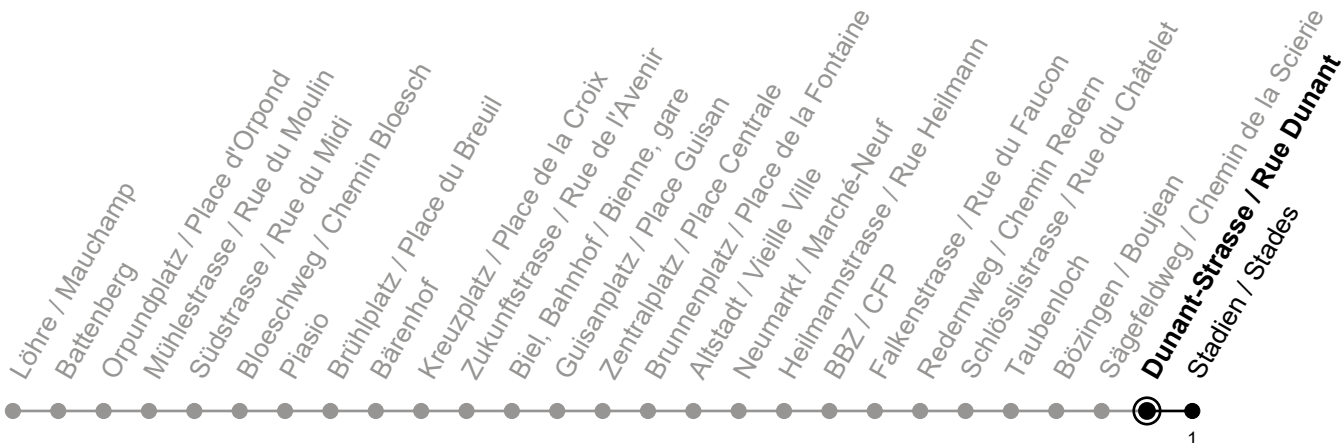 Löhre / Mauchamp
Battenberg
Orpundplatz / Place d'Orpond
Mühlestrasse / Rue du Moulin
Südstrasse / Rue du Midi
Bloeschweg / Chemin Bloesch
Piasio
Brühlplatz / Place du Breuil
Bärenhof
Kreuzplatz / Place de la Croix
Zukunftstrasse / Rue de l'Avenir
Biel, Bahnhof / Bienne, gare
Guisanplatz / Place Guisan
Zentralplatz / Place Centrale
Brunnenplatz / Place de la Fontaine
Altstadt / Vieille Ville
Neumarkt / Marché-Neuf
Heilmannstrasse / Rue Heilmann
BBZ / CFP
Falkenstrasse / Rue du Faucon
Redernweg / Chemin Redern
Schlösslistrasse / Rue du Châtelet
Taubenloch
Bözingen / Boujean
Sägefeldweg / Chemin de la Scierie
Dunant-Strasse / Rue Dunant
Stadien / Stades
1